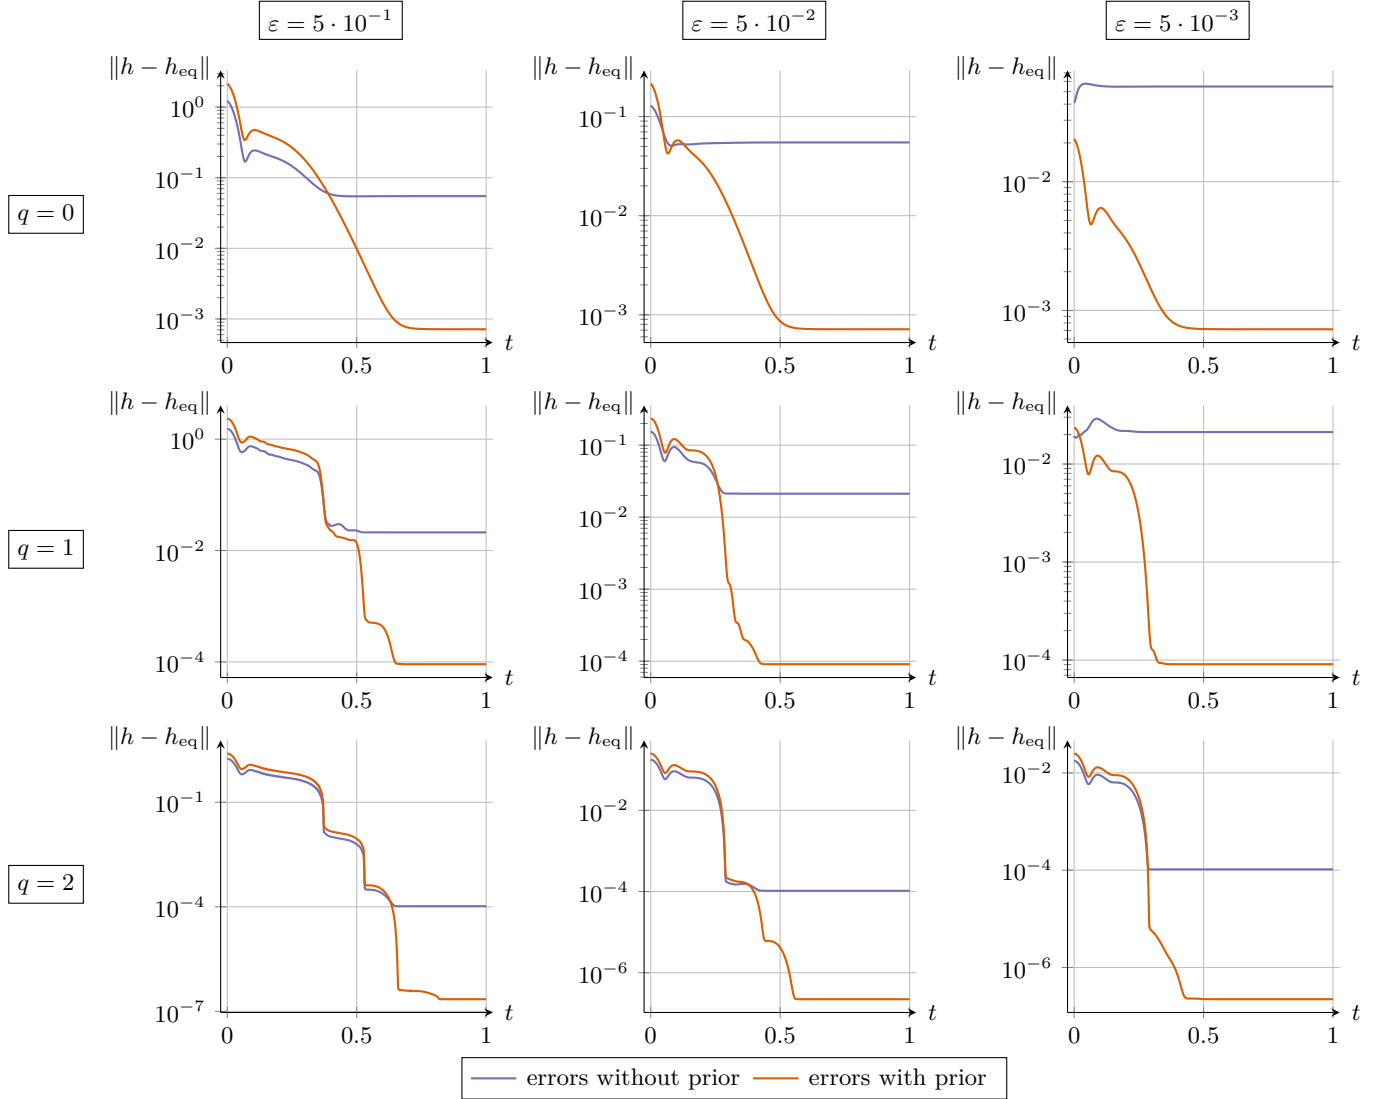 ε = 5 · 10⁻¹ ε = 5 · 10⁻² ε = 5 · 10⁻³
‖h − h_eq‖ ‖h − h_eq‖ ‖h − h_eq‖
q = 0
10⁰
10⁻¹
10⁻²
10⁻³
0 0.5 1 t
10⁻¹
10⁻²
10⁻³
0 0.5 1 t
10⁻²
10⁻³
0 0.5 1 t
‖h − h_eq‖ ‖h − h_eq‖ ‖h − h_eq‖
q = 1
10⁰
10⁻²
10⁻⁴
0 0.5 1 t
10⁻¹
10⁻²
10⁻³
10⁻⁴
0 0.5 1 t
10⁻²
10⁻³
10⁻⁴
0 0.5 1 t
‖h − h_eq‖ ‖h − h_eq‖ ‖h − h_eq‖
q = 2
10⁻¹
10⁻⁴
10⁻⁷
0 0.5 1 t
10⁻²
10⁻⁴
10⁻⁶
0 0.5 1 t
10⁻²
10⁻⁴
10⁻⁶
0 0.5 1 t
errors without prior errors with prior